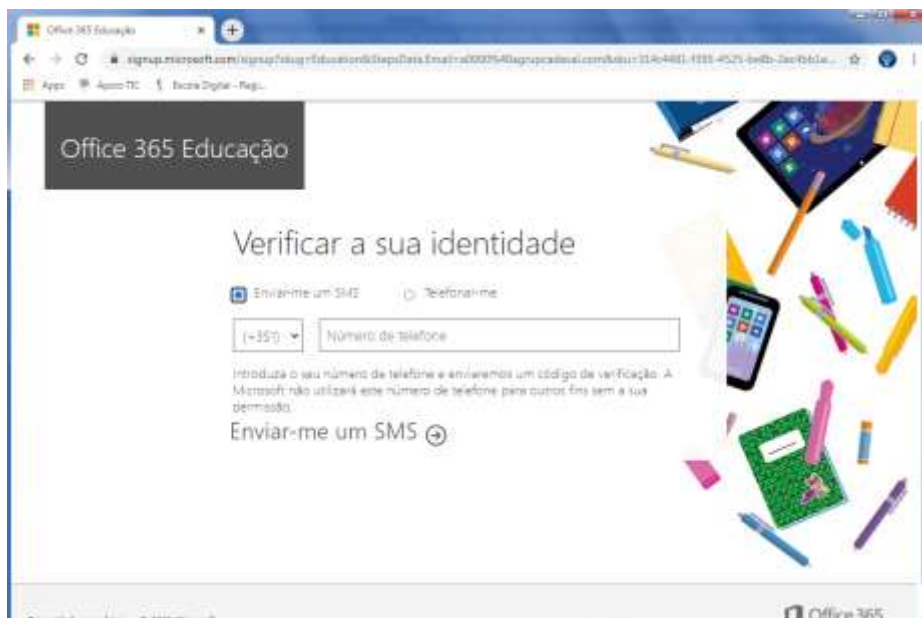 Office 365 Educação
signup.microsoft.com/signup?
Apps Apoio TIC Escola Digital - Regi...
Office 365 Educação
Verificar a sua identidade
Enviar-me um SMS Telefonar-me
(+351) Número de telefone
Introduza o seu número de telefone e enviaremos um código de verificação. A
Microsoft não utilizará este número de telefone para outros fins sem a sua
permissão.
Enviar-me um SMS
Office 365